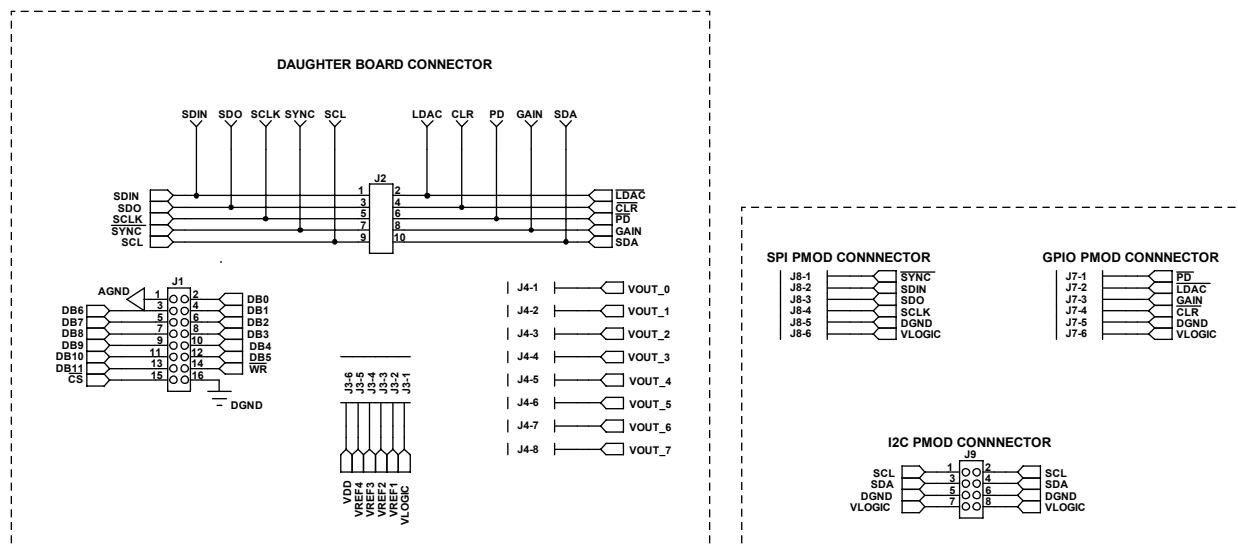 DAUGHTER BOARD CONNECTOR
SDIN SDO SCLK SYNC SCL LDAC CLR PD GAIN SDA
J2
SDIN 1 2 LDAC
SDO 3 4 CLR
SCLK 5 6 PD
SYNC 7 8 GAIN
SCL 9 10 SDA
J1
AGND 1 2 DB0
DB6 3 4 DB1
DB7 5 6 DB2
DB8 7 8 DB3
DB9 9 10 DB4
DB10 11 12 DB5
DB11 13 14 WR
CS 15 16
DGND
J3-6 J3-5 J3-4 J3-3 J3-2 J3-1
VDD VREF4 VREF3 VREF2 VREF1 VLOGIC
J4-1 VOUT_0
J4-2 VOUT_1
J4-3 VOUT_2
J4-4 VOUT_3
J4-5 VOUT_4
J4-6 VOUT_5
J4-7 VOUT_6
J4-8 VOUT_7
SPI PMOD CONNNECTOR
J8-1 SYNC
J8-2 SDIN
J8-3 SDO
J8-4 SCLK
J8-5 DGND
J8-6 VLOGIC
GPIO PMOD CONNNECTOR
J7-1 PD
J7-2 LDAC
J7-3 GAIN
J7-4 CLR
J7-5 DGND
J7-6 VLOGIC
I2C PMOD CONNNECTOR
J9
SCL 1 2 SCL
SDA 3 4 SDA
DGND 5 6 DGND
VLOGIC 7 8 VLOGIC